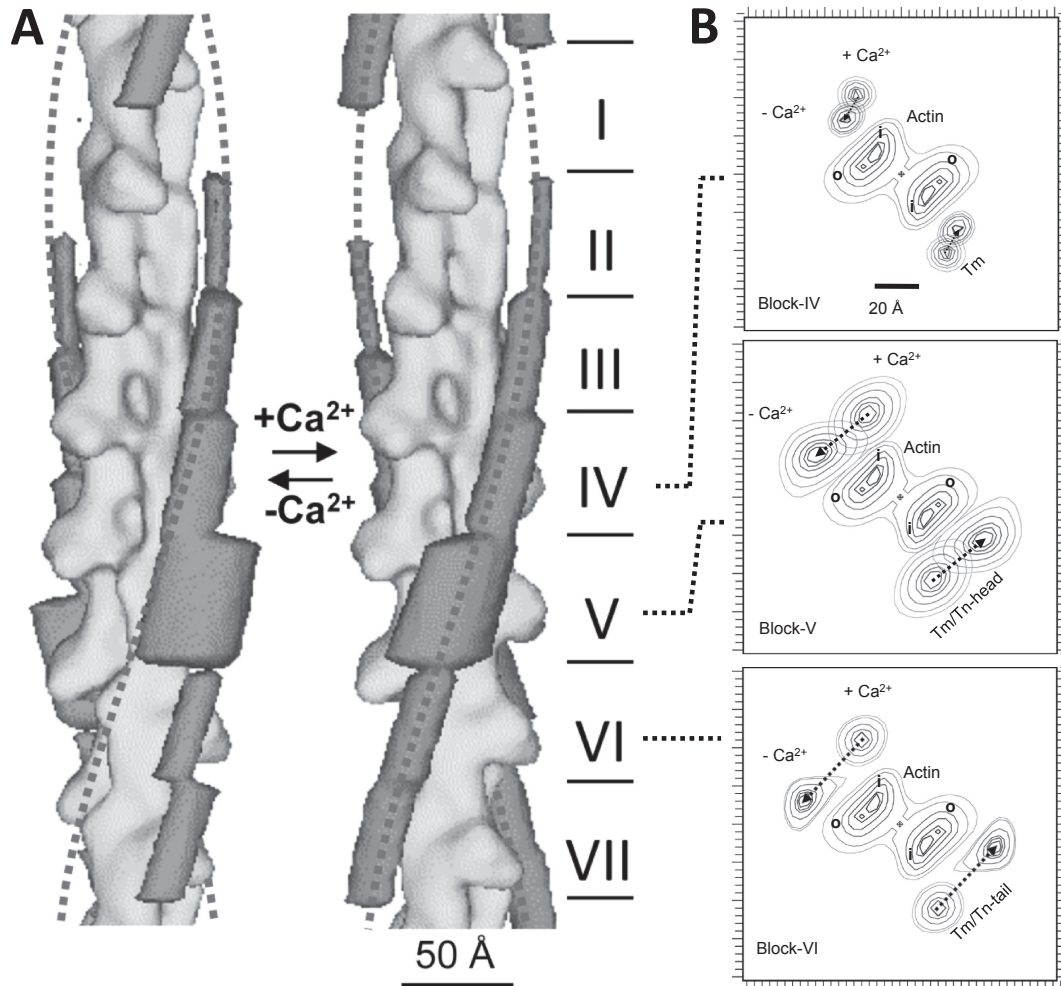 A
+Ca²⁺
-Ca²⁺
I
II
III
IV
V
VI
VII
50 Å
B
+ Ca²⁺
- Ca²⁺
Actin
i
o
o
i
Tm
20 Å
Block-IV
+ Ca²⁺
- Ca²⁺
Actin
i
o
o
i
Tm/Tn-head
Block-V
+ Ca²⁺
- Ca²⁺
Actin
i
o
o
i
Tm/Tn-tail
Block-VI